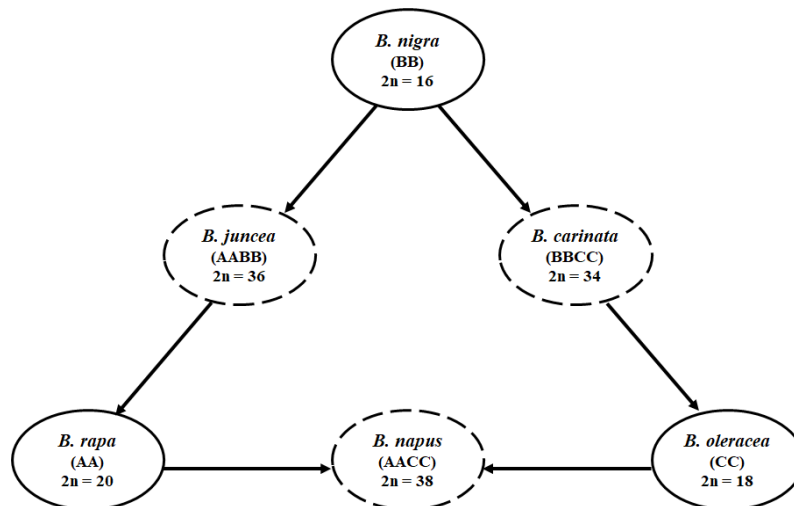 B. nigra
(BB)
2n = 16
B. juncea
(AABB)
2n = 36
B. carinata
(BBCC)
2n = 34
B. rapa
(AA)
2n = 20
B. napus
(AACC)
2n = 38
B. oleracea
(CC)
2n = 18